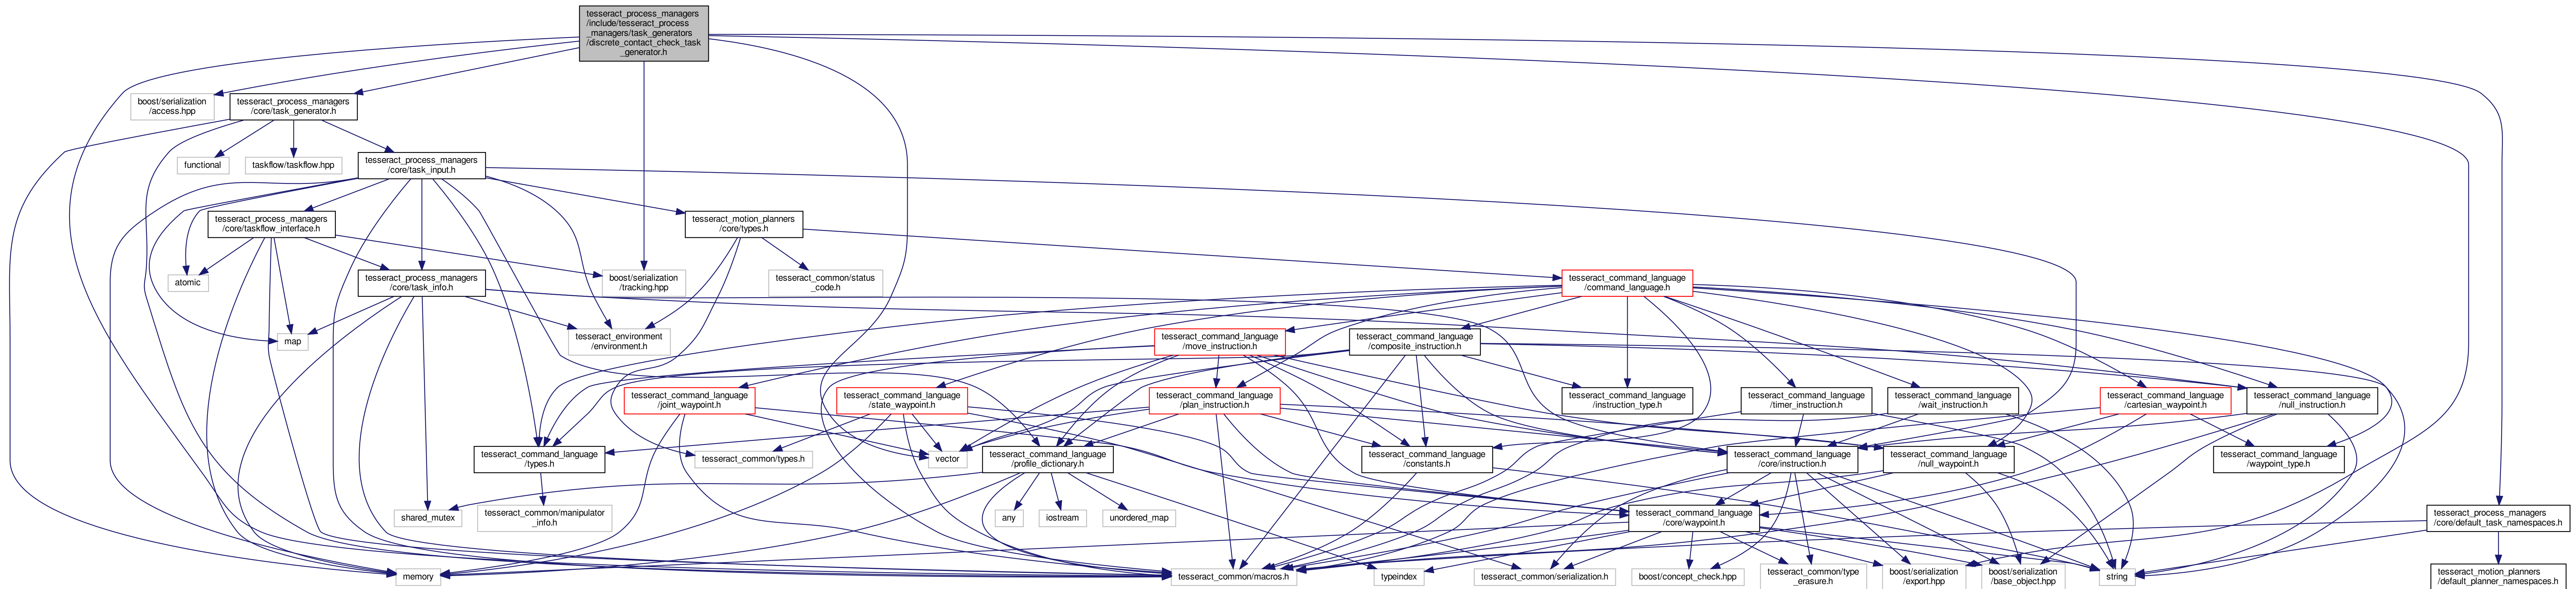 tesseract_process_managers
/include/tesseract_process
_managers/task_generators
/discrete_contact_check_task
_generator.h
boost/serialization
/access.hpp
tesseract_process_managers
/core/task_generator.h
functional
taskflow/taskflow.hpp
tesseract_process_managers
/core/task_input.h
tesseract_process_managers
/core/taskflow_interface.h
tesseract_motion_planners
/core/types.h
atomic
tesseract_process_managers
/core/task_info.h
boost/serialization
/tracking.hpp
tesseract_common/status
_code.h
tesseract_command_language
/command_language.h
map
tesseract_environment
/environment.h
tesseract_command_language
/move_instruction.h
tesseract_command_language
/composite_instruction.h
tesseract_command_language
/joint_waypoint.h
tesseract_command_language
/state_waypoint.h
tesseract_command_language
/plan_instruction.h
tesseract_command_language
/instruction_type.h
tesseract_command_language
/timer_instruction.h
tesseract_command_language
/wait_instruction.h
tesseract_command_language
/cartesian_waypoint.h
tesseract_command_language
/null_instruction.h
tesseract_command_language
/types.h
tesseract_common/types.h
vector
tesseract_command_language
/profile_dictionary.h
tesseract_command_language
/constants.h
tesseract_command_language
/core/instruction.h
tesseract_command_language
/null_waypoint.h
tesseract_command_language
/waypoint_type.h
shared_mutex
tesseract_common/manipulator
_info.h
any
iostream
unordered_map
tesseract_command_language
/core/waypoint.h
tesseract_process_managers
/core/default_task_namespaces.h
memory
tesseract_common/macros.h
typeindex
tesseract_common/serialization.h
boost/concept_check.hpp
tesseract_common/type
_erasure.h
boost/serialization
/export.hpp
boost/serialization
/base_object.hpp
string
tesseract_motion_planners
/default_planner_namespaces.h